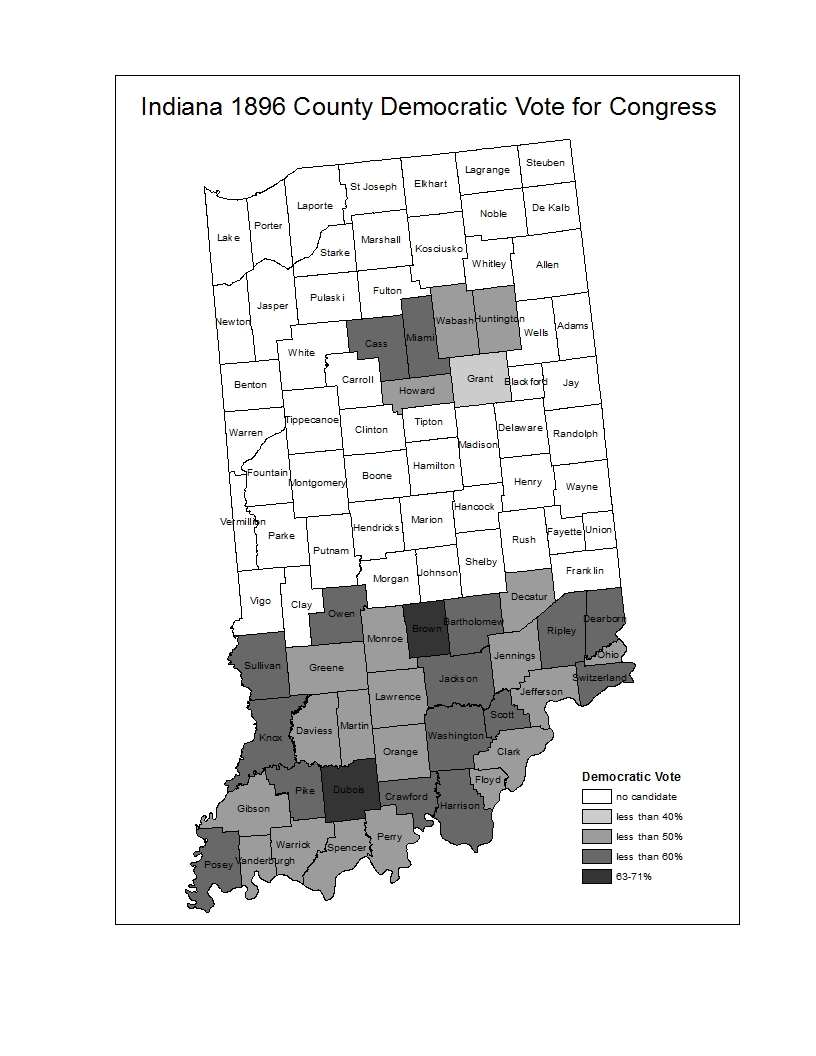 Indiana 1896 County Democratic Vote for Congress
Steuben
Lagrange
Elkhart
St Joseph
Laporte
De Kalb
Noble
Porter
Lake
Marshall
Kosciusko
Starke
Whitley
Allen
Fulton
Pulaski
Jasper
Newton
Wabash
Huntington
Adams
Wells
Miami
Cass
White
Carroll
Grant
Blackford
Jay
Benton
Howard
Tippecanoe
Tipton
Clinton
Delaware
Randolph
Warren
Madison
Hamilton
Fountain
Boone
Montgomery
Henry
Wayne
Hancock
Marion
Vermillion
Hendricks
Parke
Rush
Fayette
Union
Putnam
Shelby
Johnson
Morgan
Franklin
Vigo
Clay
Decatur
Owen
Bartholomew
Dearborn
Brown
Ripley
Monroe
Jennings
Ohio
Sullivan
Greene
Jackson
Switzerland
Jefferson
Lawrence
Scott
Martin
Daviess
Knox
Washington
Orange
Clark
Floyd
Pike
Dubois
Crawford
Harrison
Gibson
Perry
Warrick
Spencer
Vanderburgh
Posey
Democratic Vote
no candidate
less than 40%
less than 50%
less than 60%
63-71%